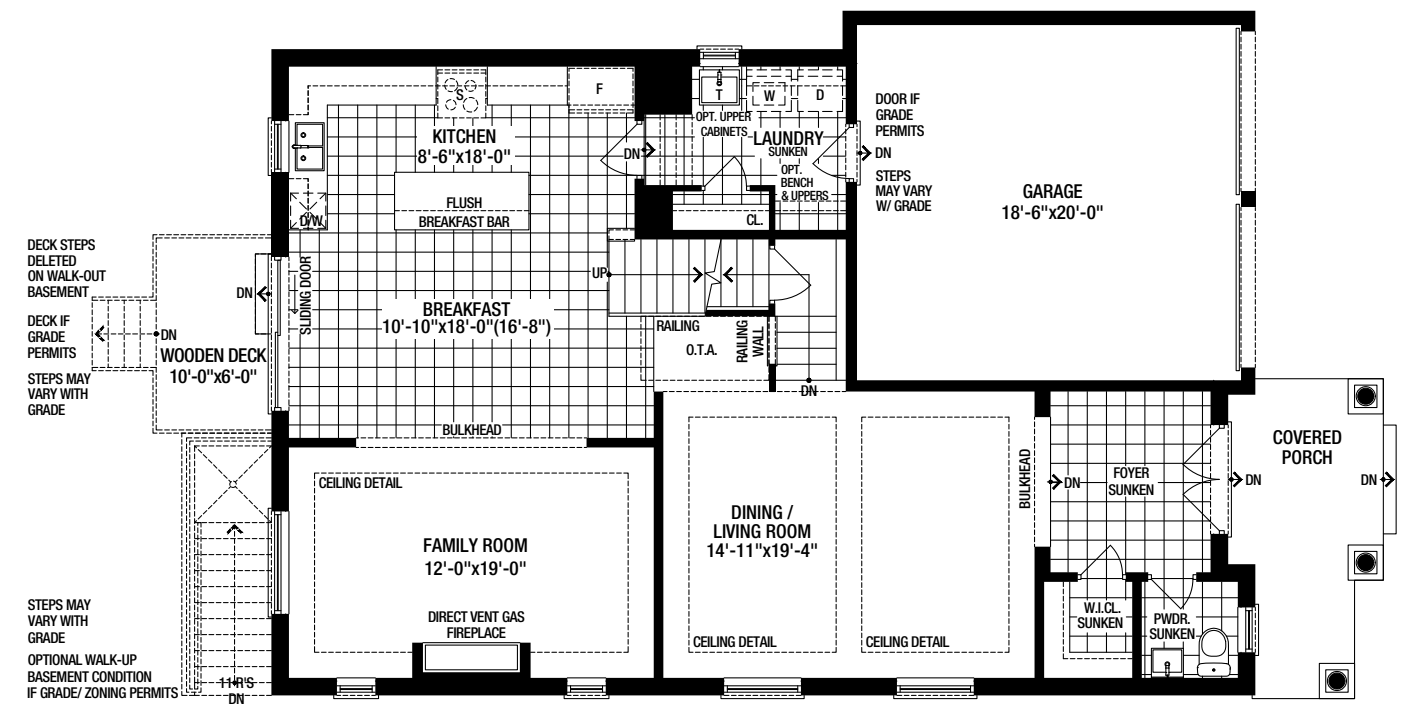 S
F
KITCHEN
8'-6"x18'-0"
FLUSH
BREAKFAST BAR
D/W
T
W
D
OPT. UPPER
CABINETS
LAUNDRY
SUNKEN
OPT.
BENCH
& UPPERS
DN
CL.
DOOR IF
GRADE
PERMITS
DN
STEPS
MAY VARY
W/ GRADE
GARAGE
18'-6"x20'-0"
DECK STEPS
DELETED
ON WALK-OUT
BASEMENT
DECK IF
GRADE
PERMITS
STEPS MAY
VARY WITH
GRADE
DN
WOODEN DECK
10'-0"x6'-0"
DN
SLIDING DOOR
BREAKFAST
10'-10"x18'-0"(16'-8")
UP
RAILING
O.T.A.
RAILING
WALL
DN
BULKHEAD
CEILING DETAIL
FAMILY ROOM
12'-0"x19'-0"
DIRECT VENT GAS
FIREPLACE
DINING /
LIVING ROOM
14'-11"x19'-4"
CEILING DETAIL
CEILING DETAIL
BULKHEAD
DN
FOYER
SUNKEN
DN
COVERED
PORCH
DN
W.I.CL.
SUNKEN
PWDR.
SUNKEN
STEPS MAY
VARY WITH
GRADE
OPTIONAL WALK-UP
BASEMENT CONDITION
IF GRADE/ ZONING PERMITS
11 R'S
DN